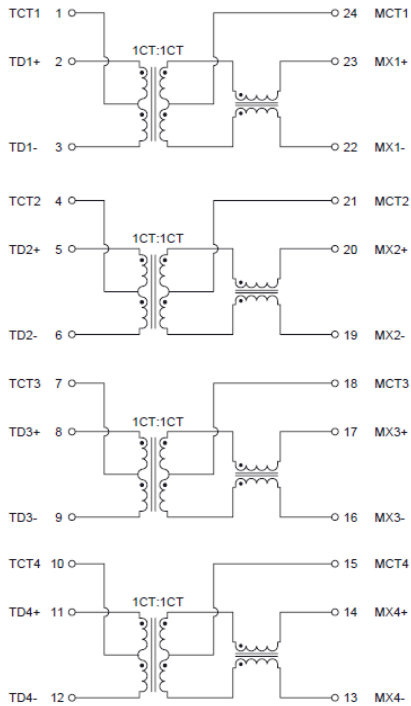 TCT1 1 24 MCT1
1CT:1CT
TD1+ 2 23 MX1+
TD1- 3 22 MX1-
TCT2 4 21 MCT2
1CT:1CT
TD2+ 5 20 MX2+
TD2- 6 19 MX2-
TCT3 7 18 MCT3
1CT:1CT
TD3+ 8 17 MX3+
TD3- 9 16 MX3-
TCT4 10 15 MCT4
1CT:1CT
TD4+ 11 14 MX4+
TD4- 12 13 MX4-